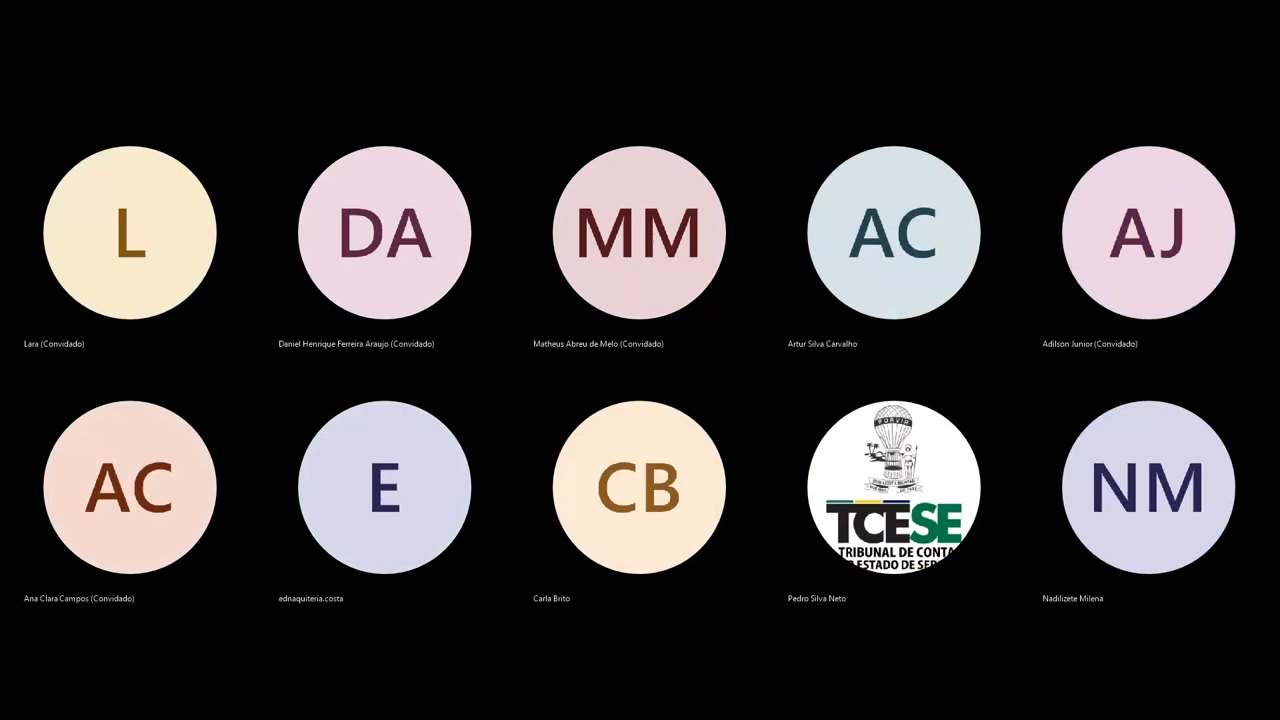 L
DA
MM
AC
AJ
Lara (Convidado)
Daniel Henrique Ferreira Araujo (Convidado)
Matheus Abreu de Melo (Convidado)
Artur Silva Carvalho
Adilson Junior (Convidado)
AC
E
CB
PORVIR
TCESE
TRIBUNAL DE CONTA
ESTADO DE SER
NM
Ana Clara Campos (Convidado)
ednaquiteria.costa
Carla Brito
Pedro Silva Neto
Nadilizete Milena